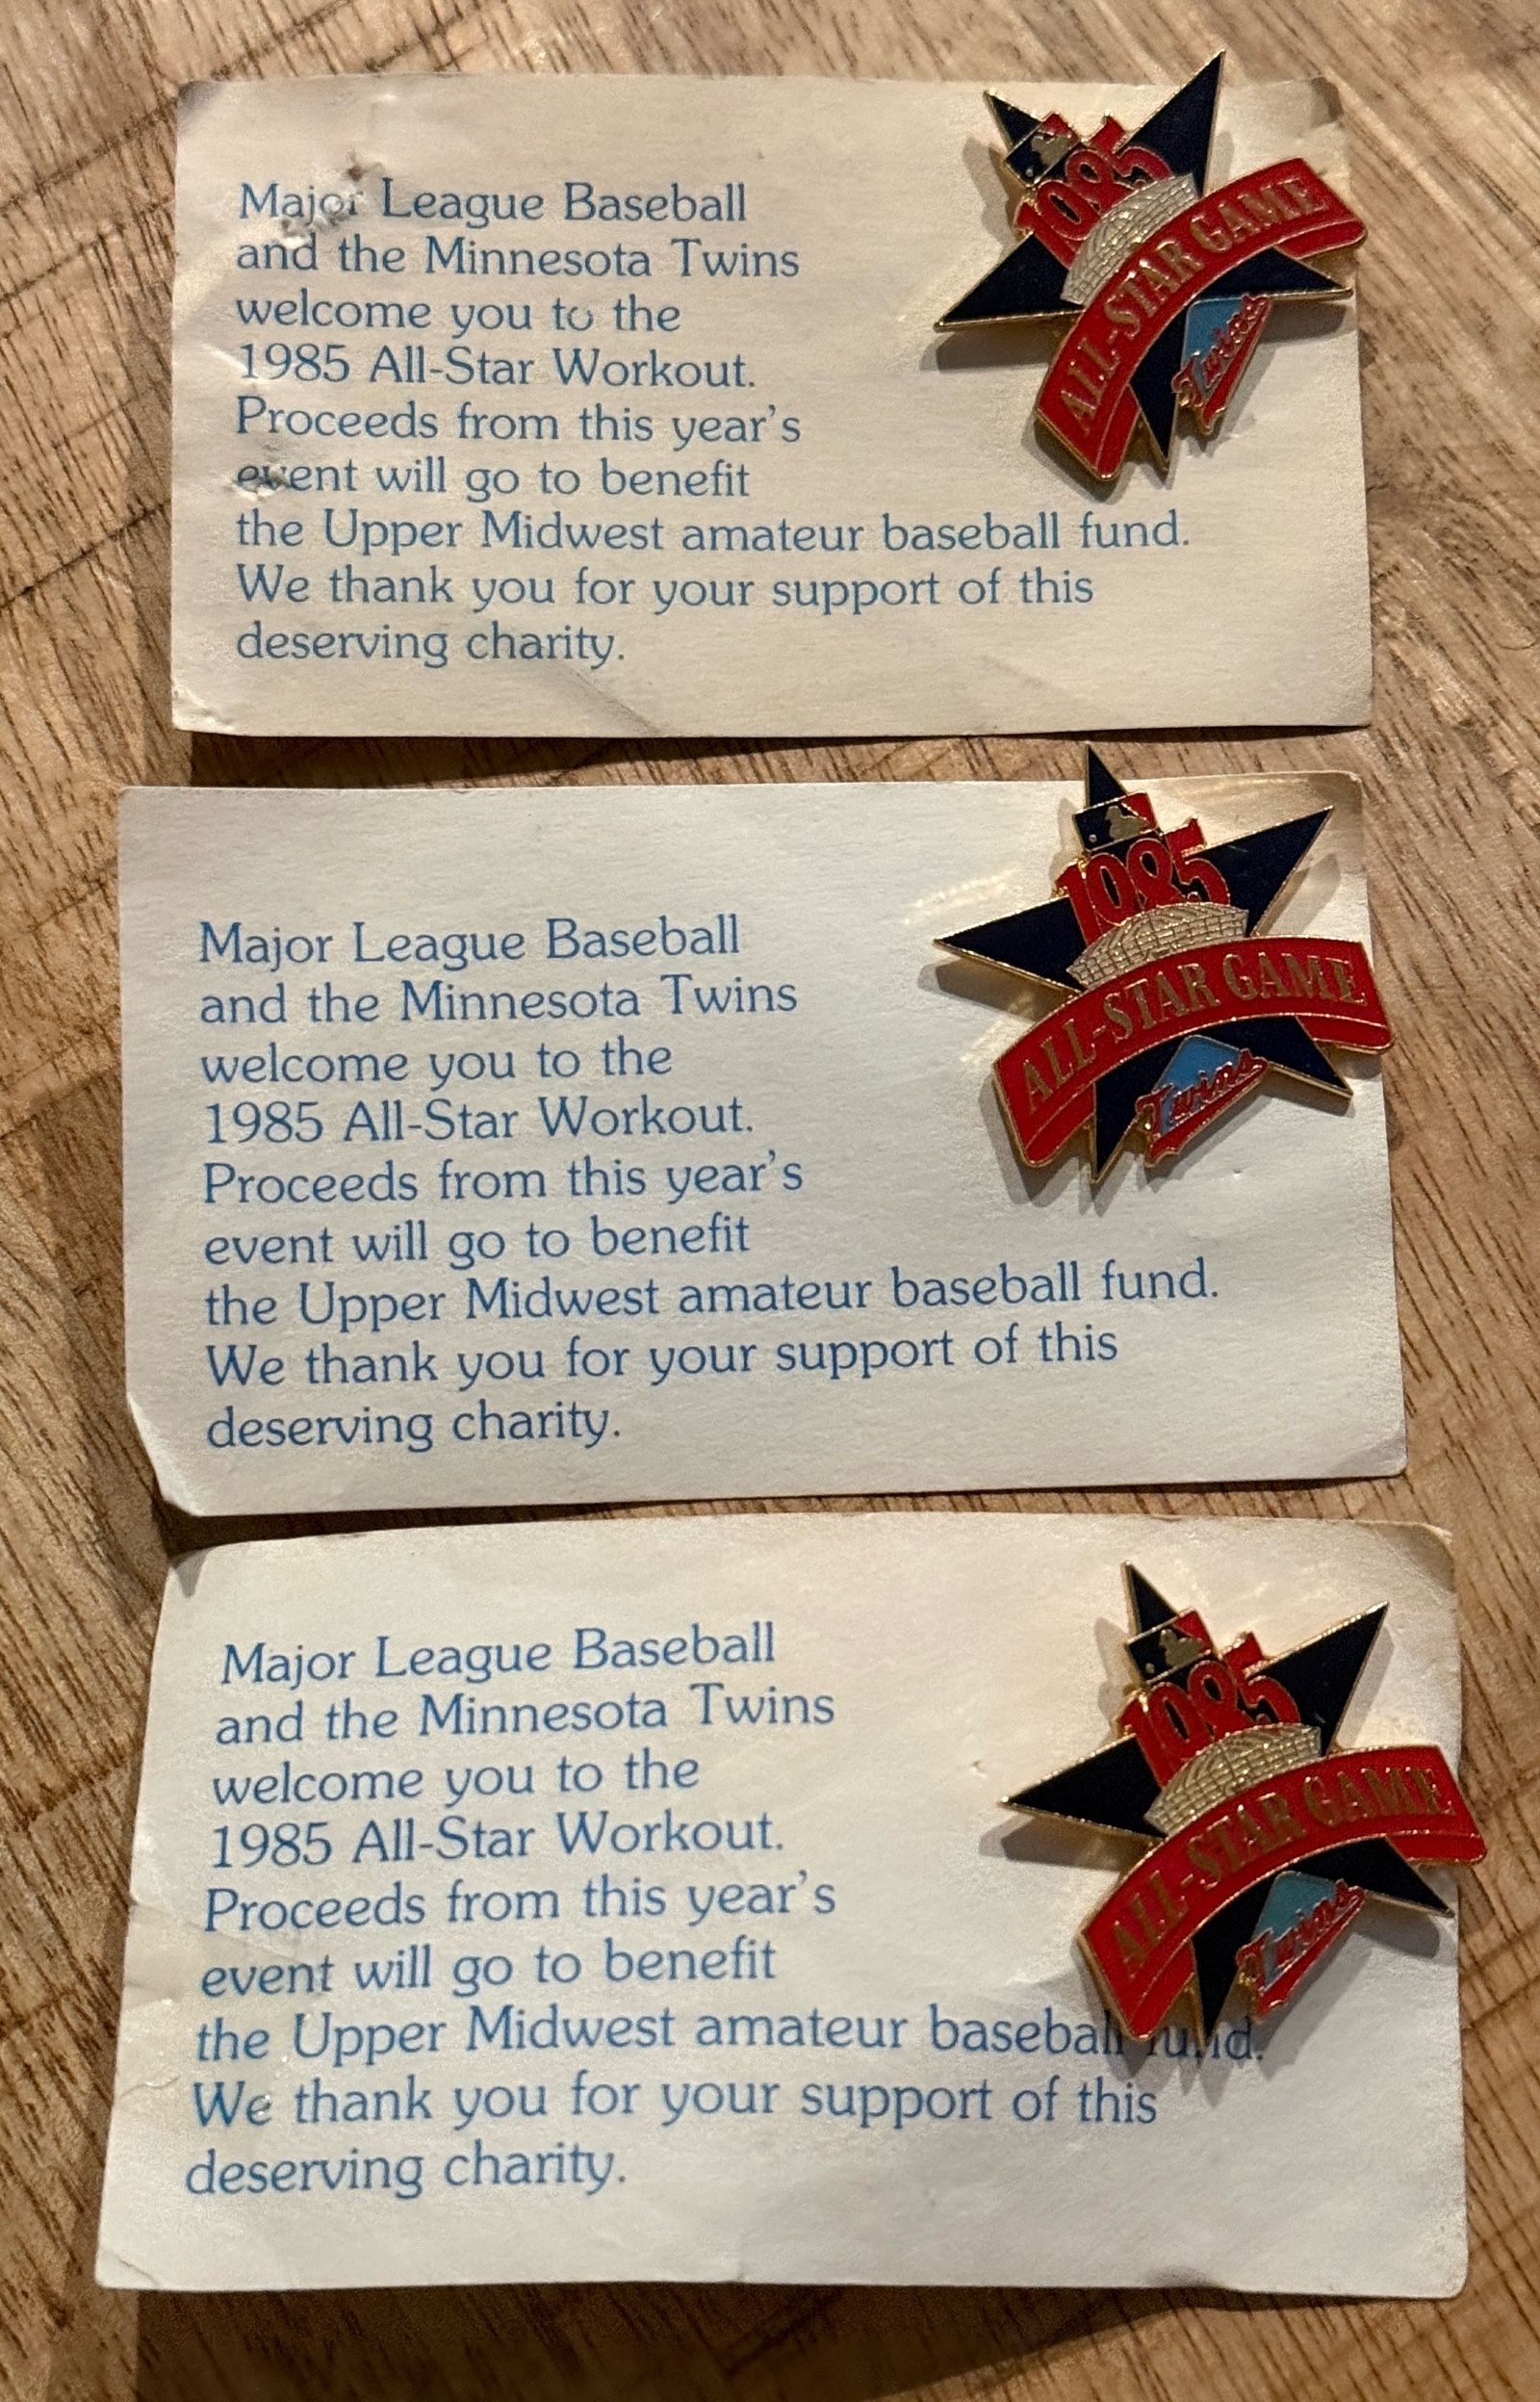 Major League Baseball
and the Minnesota Twins
welcome you to the
1985 All-Star Workout.
Proceeds from this year's
event will go to benefit
the Upper Midwest amateur baseball fund.
We thank you for your support of this
deserving charity.
1985
ALL-STAR GAME
Twins
Major League Baseball
and the Minnesota Twins
welcome you to the
1985 All-Star Workout.
Proceeds from this year's
event will go to benefit
the Upper Midwest amateur baseball fund.
We thank you for your support of this
deserving charity.
1985
ALL-STAR GAME
Twins
Major League Baseball
and the Minnesota Twins
welcome you to the
1985 All-Star Workout.
Proceeds from this year's
event will go to benefit
the Upper Midwest amateur baseball fund.
We thank you for your support of this
deserving charity.
1985
ALL-STAR GAME
Twins